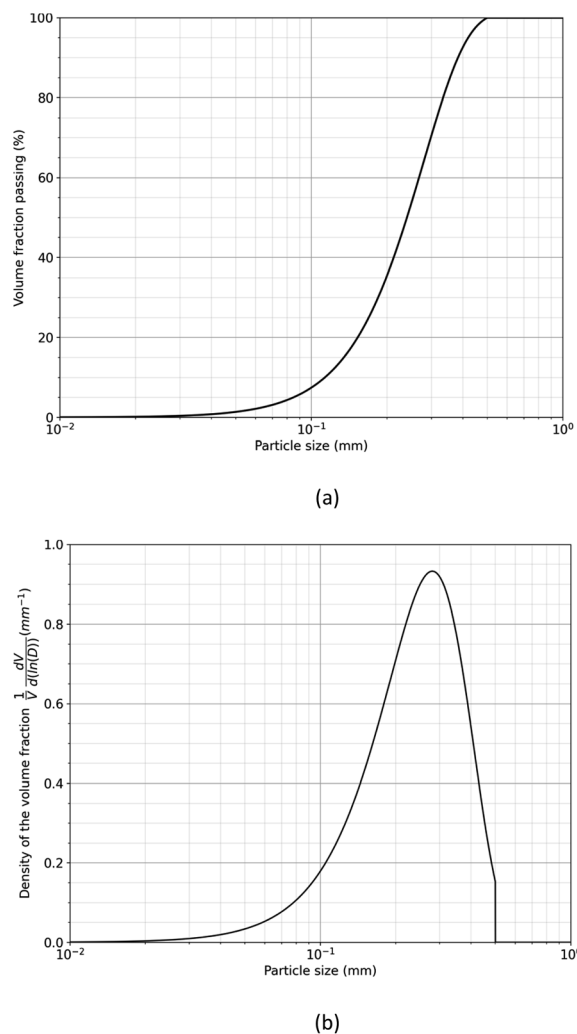 100
80
60
40
20
0
Volume fraction passing (%)
10⁻² 10⁻¹ 10⁰
Particle size (mm)
(a)
1.0
0.8
0.6
0.4
0.2
0.0
Density of the volume fraction 1/V dV/d(ln(D)) (mm⁻¹)
10⁻² 10⁻¹ 10⁰
Particle size (mm)
(b)